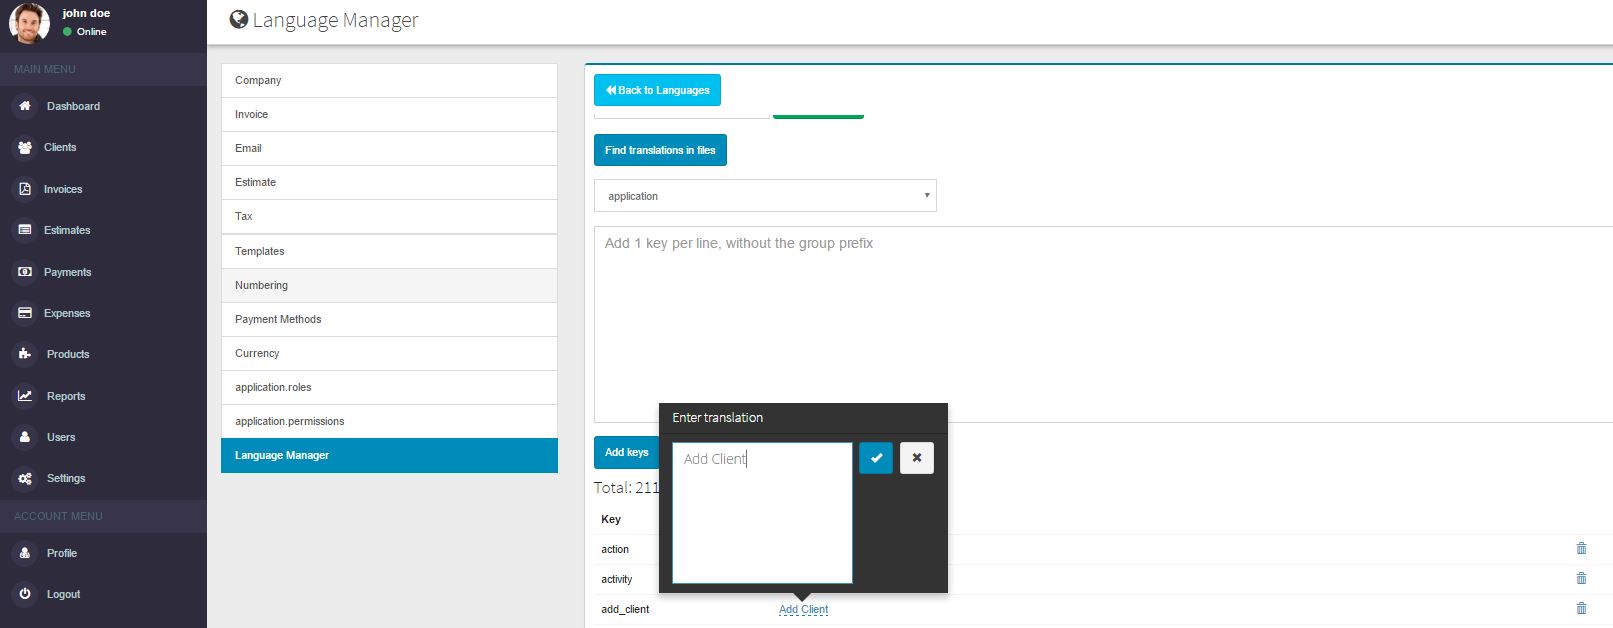 john doe
Online
MAIN MENU
Dashboard
Clients
Invoices
Estimates
Payments
Expenses
Products
Reports
Users
Settings
ACCOUNT MENU
Profile
Logout
Language Manager
Company
Invoice
Email
Estimate
Tax
Templates
Numbering
Payment Methods
Currency
application.roles
application.permissions
Language Manager
Back to Languages
Find translations in files
application
Add 1 key per line, without the group prefix
Enter translation
Add Client
Add keys
Total: 211
Key
action
activity
add_client Add Client